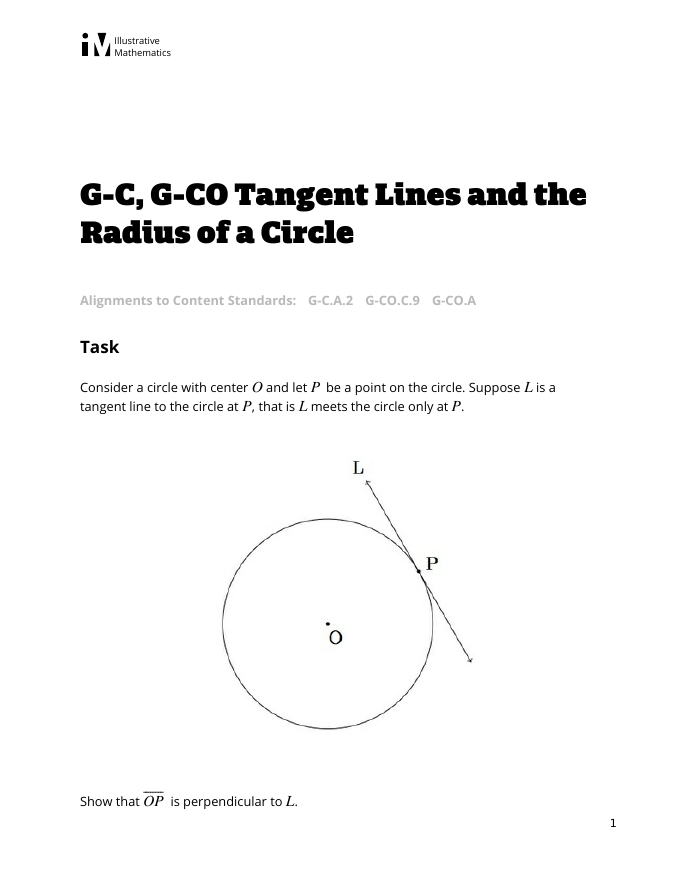 Illustrative
Mathematics
G-C, G-CO Tangent Lines and the
Radius of a Circle
Alignments to Content Standards: G-C.A.2 G-CO.C.9 G-CO.A
Task
Consider a circle with center O and let P be a point on the circle. Suppose L is a
tangent line to the circle at P, that is L meets the circle only at P.
L
P
O
Show that \overline{OP} is perpendicular to L.
1